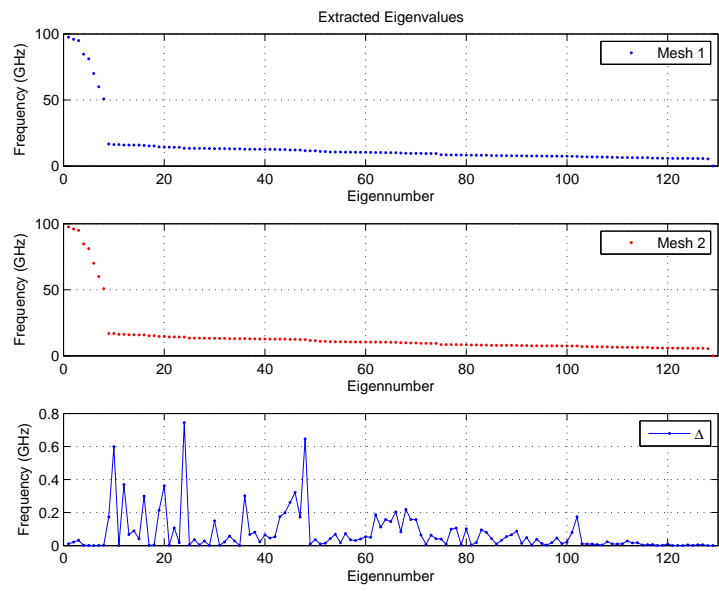 Extracted Eigenvalues
100
50
0
Frequency (GHz)
Mesh 1
0 20 40 60 80 100 120
Eigennumber
100
50
0
Frequency (GHz)
Mesh 2
0 20 40 60 80 100 120
Eigennumber
0.8
0.6
0.4
0.2
0
Frequency (GHz)
Δ
0 20 40 60 80 100 120
Eigennumber